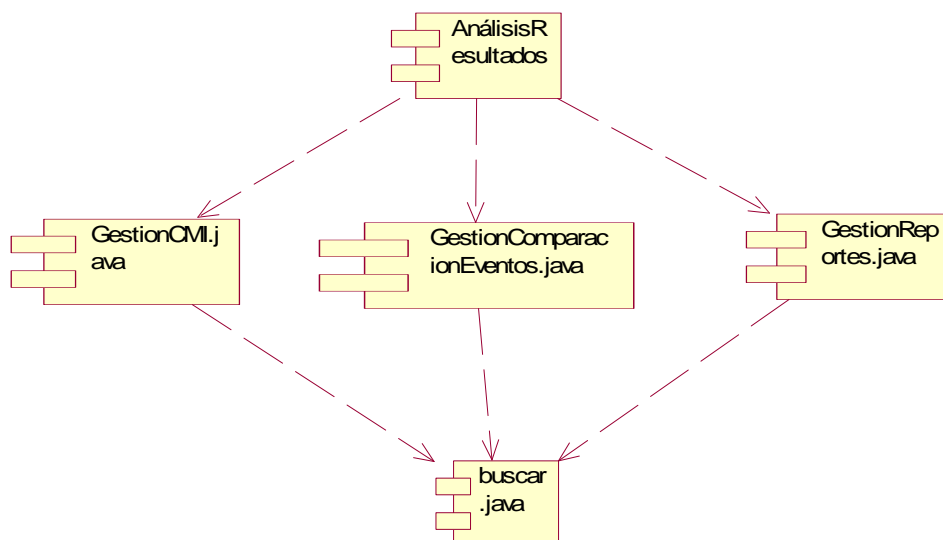 AnálisisR
esultados
GestionCMI.j
ava
GestionComparac
ionEventos.java
GestionRep
ortes.java
buscar
.java